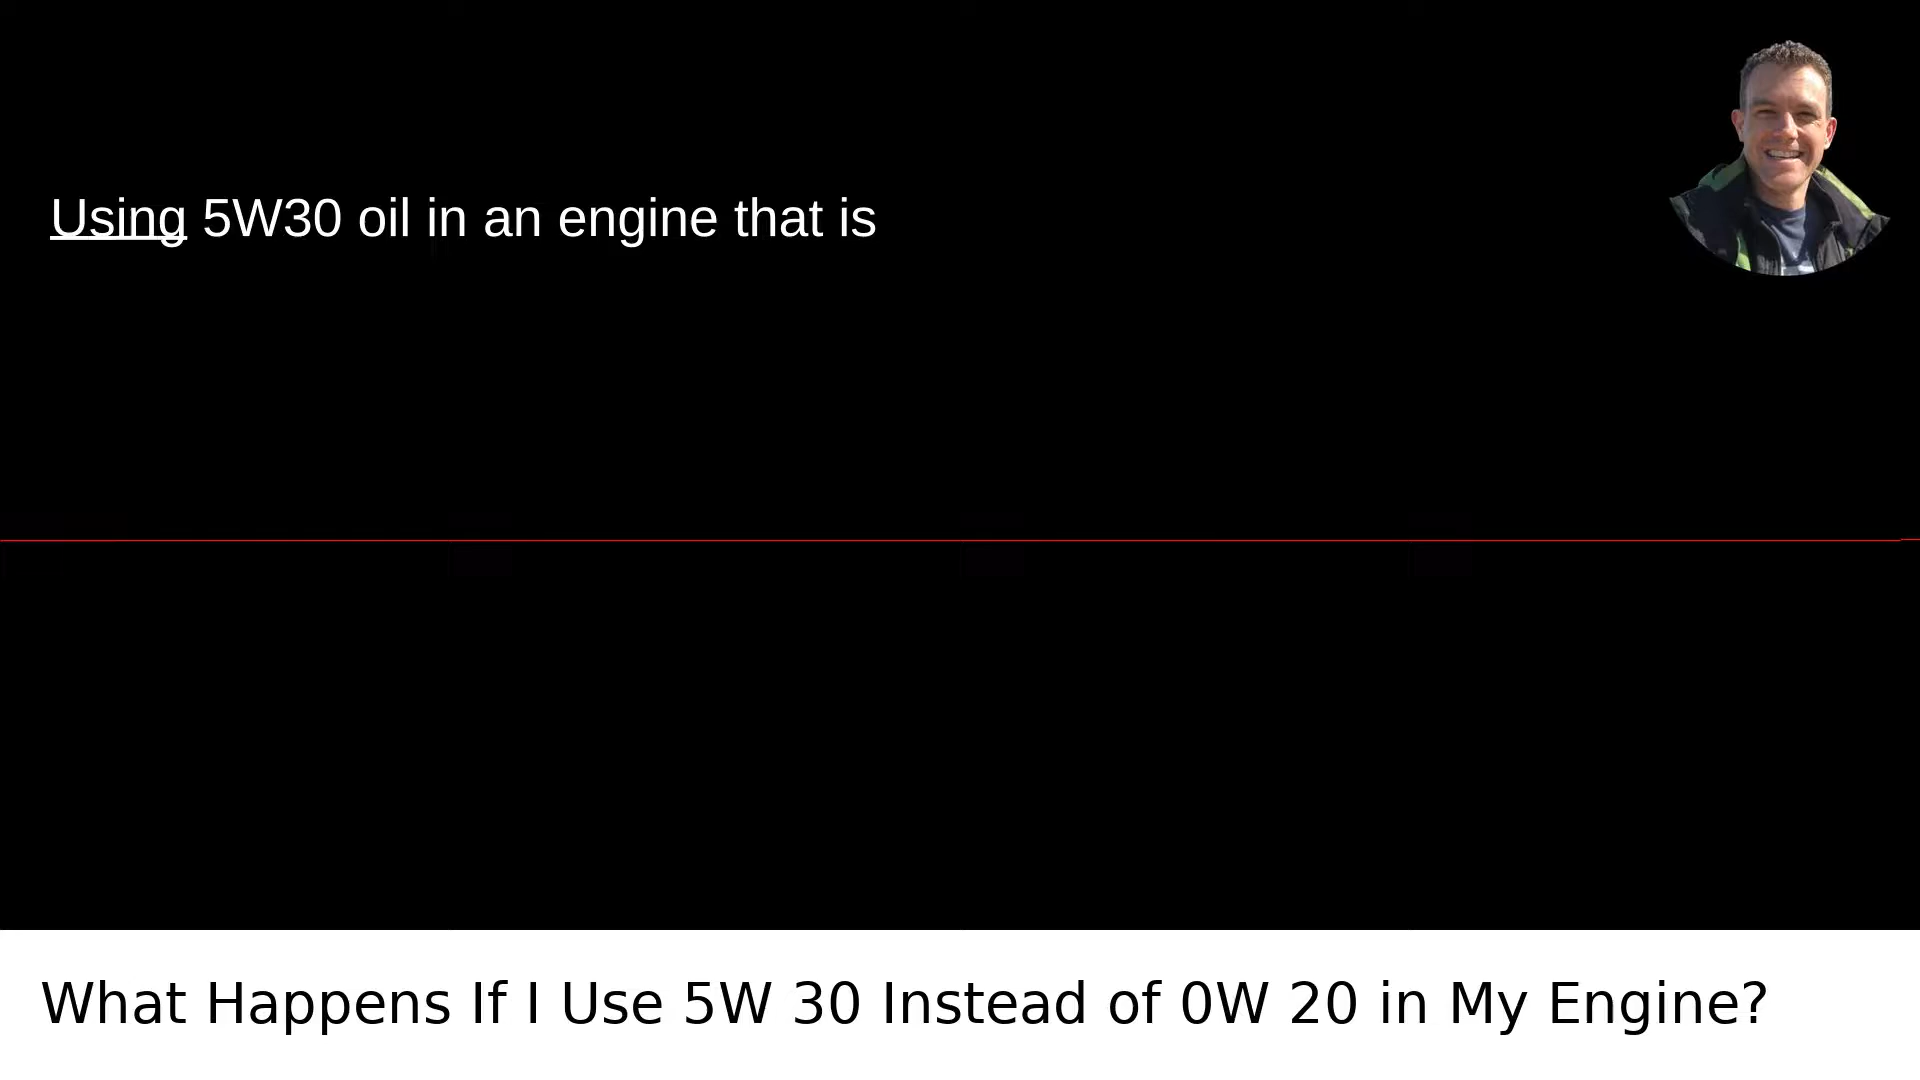 Using 5W30 oil in an engine that is
What Happens If I Use 5W 30 Instead of 0W 20 in My Engine?